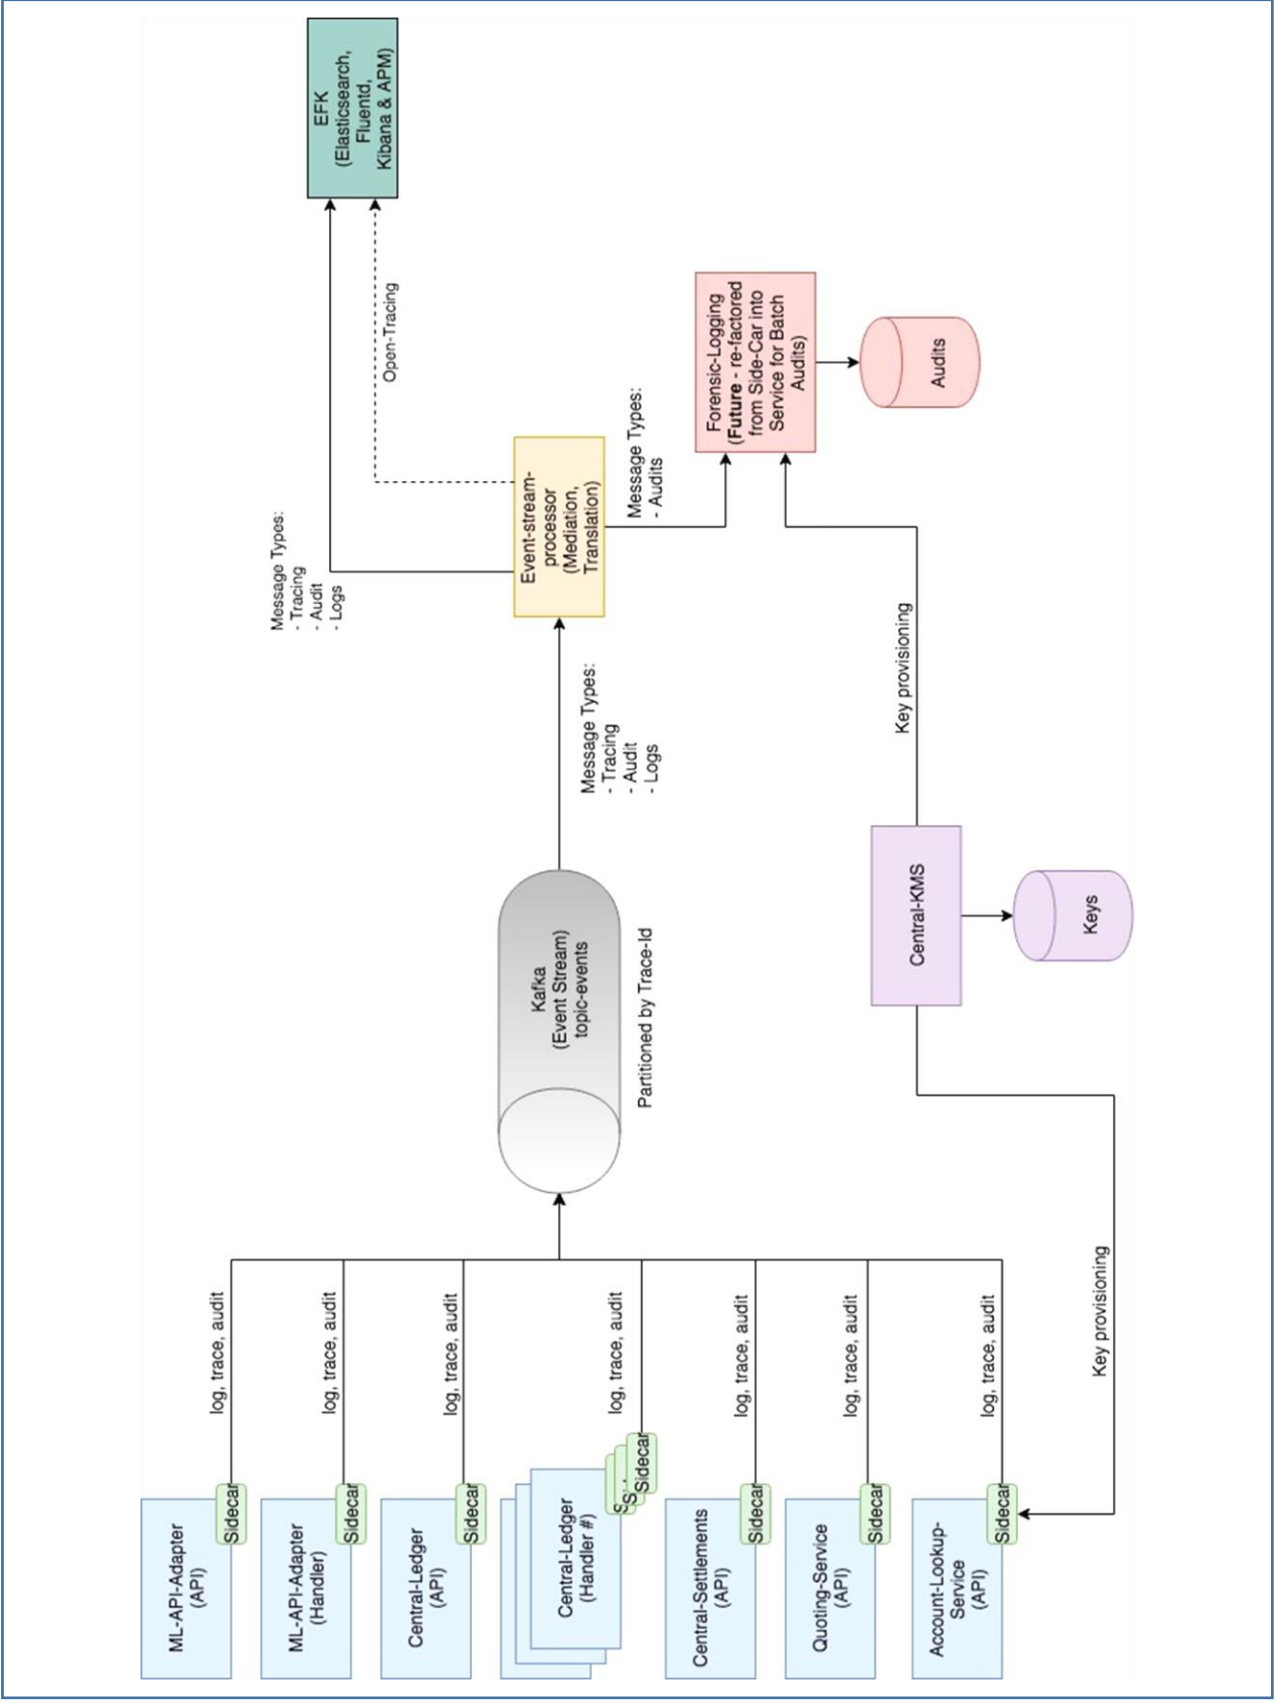 ML-API-Adapter
(API)
Sidecar
log, trace, audit
ML-API-Adapter
(Handler)
Sidecar
log, trace, audit
Central-Ledger
(API)
Sidecar
log, trace, audit
Central-Ledger
(Handler #)
S
S
Sidecar
log, trace, audit
Central-Settlements
(API)
Sidecar
log, trace, audit
Quoting-Service
(API)
Sidecar
log, trace, audit
Account-Lookup-
Service
(API)
Sidecar
log, trace, audit
Key provisioning
Kafka
(Event Stream)
topic-events
Partitioned by Trace-Id
Central-KMS
Keys
Message Types:
- Tracing
- Audit
- Logs
Key provisioning
Message Types:
- Tracing
- Audit
- Logs
Event-stream-
processor
(Mediation,
Translation)
Message Types:
- Audits
Open-Tracing
Forensic-Logging
(Future - re-factored
from Side-Car into
Service for Batch
Audits)
Audits
EFK
(Elasticsearch,
Fluentd,
Kibana & APM)